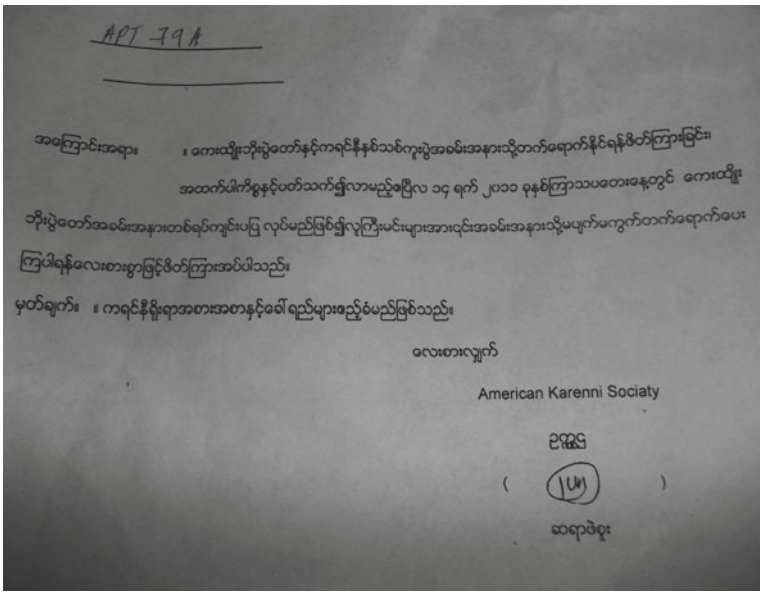 APT 79A
အကြောင်းအရာ။ ။ ကေးထျိုးဘိုးပွဲတော်နှင့်ကရင်နီနှစ်သစ်ကူးပွဲအခမ်းအနားသို့တက်ရောက်နိုင်ရန်ဖိတ်ကြားခြင်း။
အထက်ပါကိစ္စနှင့်ပတ်သက်၍လာမည့်ဧပြီလ ၁၄ ရက် ၂၀၁၁ ခုနှစ်ကြာသပတေးနေ့တွင် ကေးထျိုး
ဘိုးပွဲတော်အခမ်းအနားတစ်ရပ်ကျင်းပပြု လုပ်မည်ဖြစ်၍လူကြီးမင်းများအား၎င်းအခမ်းအနားသို့မပျက်မကွက်တက်ရောက်ပေး
ကြပါရန်လေးစားစွာဖြင့်ဖိတ်ကြားအပ်ပါသည်။
မှတ်ချက်။ ။ ကရင်နီရိုးရာအစားအစာနှင့်ခေါ်ရည်များဧည့်ခံမည်ဖြစ်သည်။
လေးစားလျှက်
American Karenni Sociaty
ဥက္ကဋ္ဌ
( )
ဆရာဖဲစူး